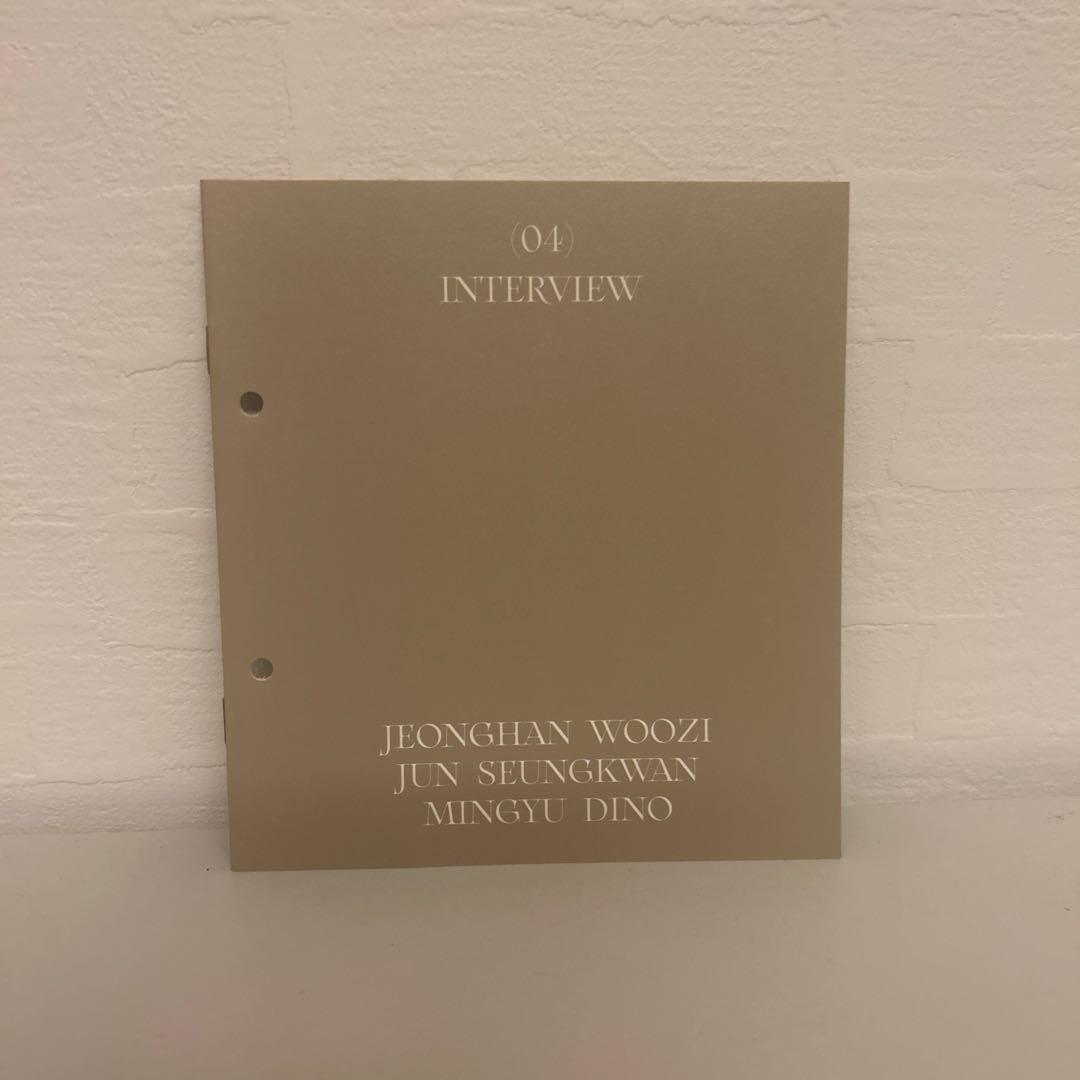 (04)
INTERVIEW
JEONGHAN WOOZI
JUN SEUNGKWAN
MINGYU DINO